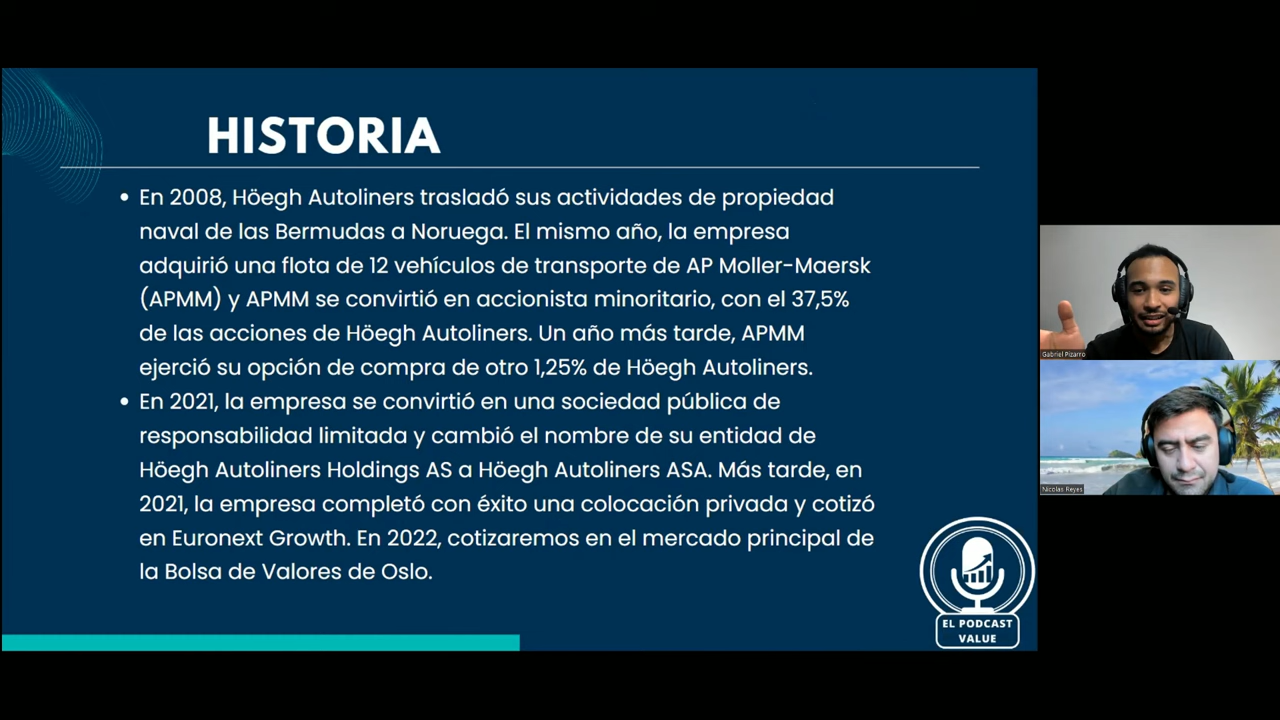 HISTORIA
• En 2008, Höegh Autoliners trasladó sus actividades de propiedad
naval de las Bermudas a Noruega. El mismo año, la empresa
adquirió una flota de 12 vehículos de transporte de AP Moller-Maersk
(APMM) y APMM se convirtió en accionista minoritario, con el 37,5%
de las acciones de Höegh Autoliners. Un año más tarde, APMM
ejerció su opción de compra de otro 1,25% de Höegh Autoliners.
• En 2021, la empresa se convirtió en una sociedad pública de
responsabilidad limitada y cambió el nombre de su entidad de
Höegh Autoliners Holdings AS a Höegh Autoliners ASA. Más tarde, en
2021, la empresa completó con éxito una colocación privada y cotizó
en Euronext Growth. En 2022, cotizaremos en el mercado principal de
la Bolsa de Valores de Oslo.
EL PODCAST
VALUE
Gabriel Pizarro
Nicolas Reyes